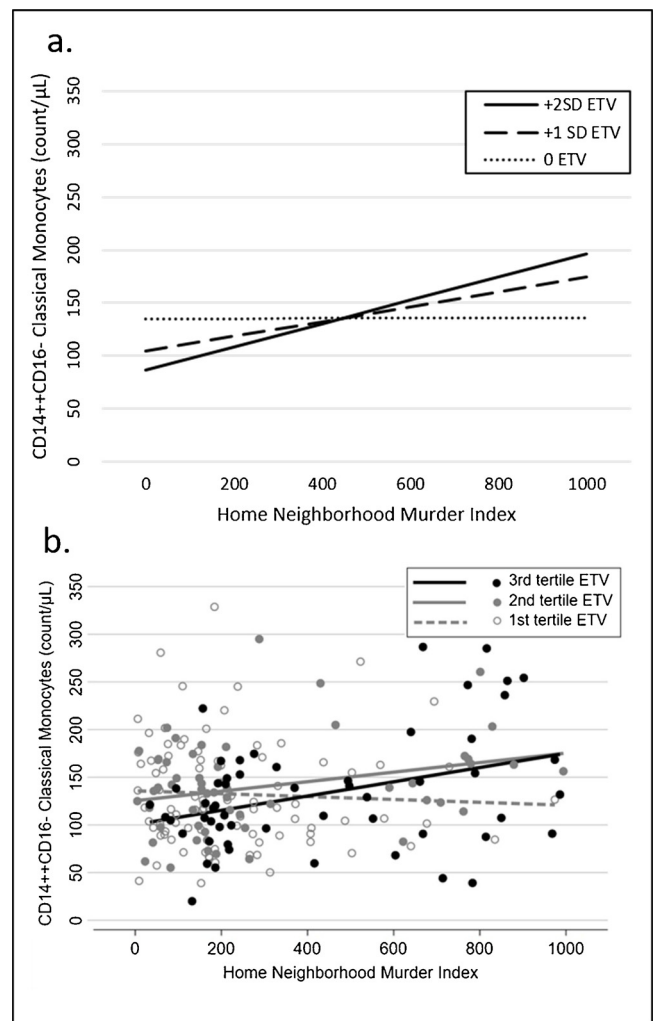 a.
CD14++CD16- Classical Monocytes (count/µL)
350
300
250
200
150
100
50
0
+2SD ETV
+1 SD ETV
0 ETV
0 200 400 600 800 1000
Home Neighborhood Murder Index
b.
CD14++CD16- Classical Monocytes (count/µL)
350
300
250
200
150
100
50
0
3rd tertile ETV
2nd tertile ETV
1st tertile ETV
0 200 400 600 800 1000
Home Neighborhood Murder Index